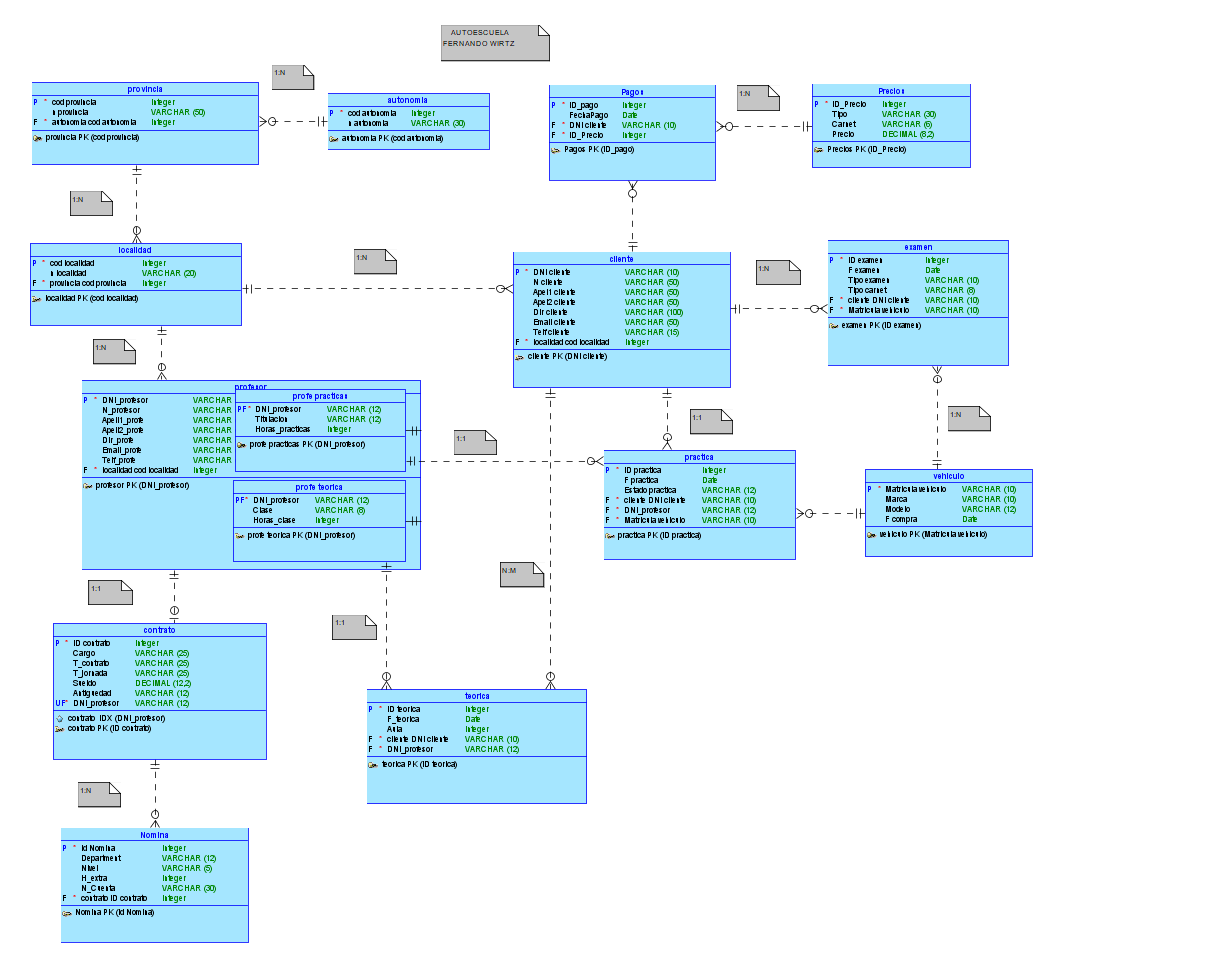 AUTOESCUELA
FERNANDO WIRTZ
1:N
provincia
P * cod provincia Integer
n provincia VARCHAR (50)
F * autonomia cod autonomia Integer
provincia PK (cod provincia)
autonomia
P * cod autonomia Integer
n autonomia VARCHAR (30)
autonomia PK (cod autonomia)
Pagos
P * ID_pago Integer
FechaPago Date
F * DNI cliente VARCHAR (10)
F * ID_Precio Integer
Pagos PK (ID_pago)
1:N
Precios
P * ID_Precio Integer
Tipo VARCHAR (30)
Carnet VARCHAR (6)
Precio DECIMAL (8,2)
Precios PK (ID_Precio)
1:N
localidad
P * cod localidad Integer
n localidad VARCHAR (20)
F * provincia cod provincia Integer
localidad PK (cod localidad)
1:N
cliente
P * DNI cliente VARCHAR (10)
N cliente VARCHAR (50)
Apel1 cliente VARCHAR (50)
Apel2 cliente VARCHAR (50)
Dir cliente VARCHAR (100)
Email cliente VARCHAR (50)
Telf cliente VARCHAR (15)
F * localidad cod localidad Integer
cliente PK (DNI cliente)
1:N
examen
P * ID examen Integer
F examen Date
Tipo examen VARCHAR (10)
Tipo carnet VARCHAR (8)
F * cliente DNI cliente VARCHAR (10)
F * Matricula vehiculo VARCHAR (10)
examen PK (ID examen)
1:N
profesor
P * DNI_profesor VARCHAR
N_profesor VARCHAR
Apell1_profe VARCHAR
Apell2_profe VARCHAR
Dir_profe VARCHAR
Email_profe VARCHAR
Telf_profe VARCHAR
F * localidad cod localidad Integer
profesor PK (DNI_profesor)
profe practicas
PF* DNI_profesor VARCHAR (12)
Titulacion VARCHAR (12)
Horas_practicas Integer
profe practicas PK (DNI_profesor)
profe teorica
PF* DNI_profesor VARCHAR (12)
Clase VARCHAR (8)
Horas_clase Integer
profe teorica PK (DNI_profesor)
1:1
1:1
1:N
practica
P * ID practica Integer
F practica Date
Estado practica VARCHAR (12)
F * cliente DNI cliente VARCHAR (10)
F * DNI_profesor VARCHAR (12)
F * Matricula vehiculo VARCHAR (10)
practica PK (ID practica)
vehiculo
P * Matricula vehiculo VARCHAR (10)
Marca VARCHAR (10)
Modelo VARCHAR (12)
F compra Date
vehiculo PK (Matricula vehiculo)
N:M
1:1
1:1
contrato
P * ID contrato Integer
Cargo VARCHAR (25)
T_contrato VARCHAR (25)
T_jornada VARCHAR (25)
Sueldo DECIMAL (12,2)
Antiguedad VARCHAR (12)
UF* DNI_profesor VARCHAR (12)
contrato IDX (DNI_profesor)
contrato PK (ID contrato)
teorica
P * ID teorica Integer
F_teorica Date
Aula Integer
F * cliente DNI cliente VARCHAR (10)
F * DNI_profesor VARCHAR (12)
teorica PK (ID teorica)
1:N
Nomina
P * Id Nomina Integer
Department VARCHAR (12)
Nivel VARCHAR (5)
H_extra Integer
N_Cuenta VARCHAR (30)
F * contrato ID contrato Integer
Nomina PK (Id Nomina)